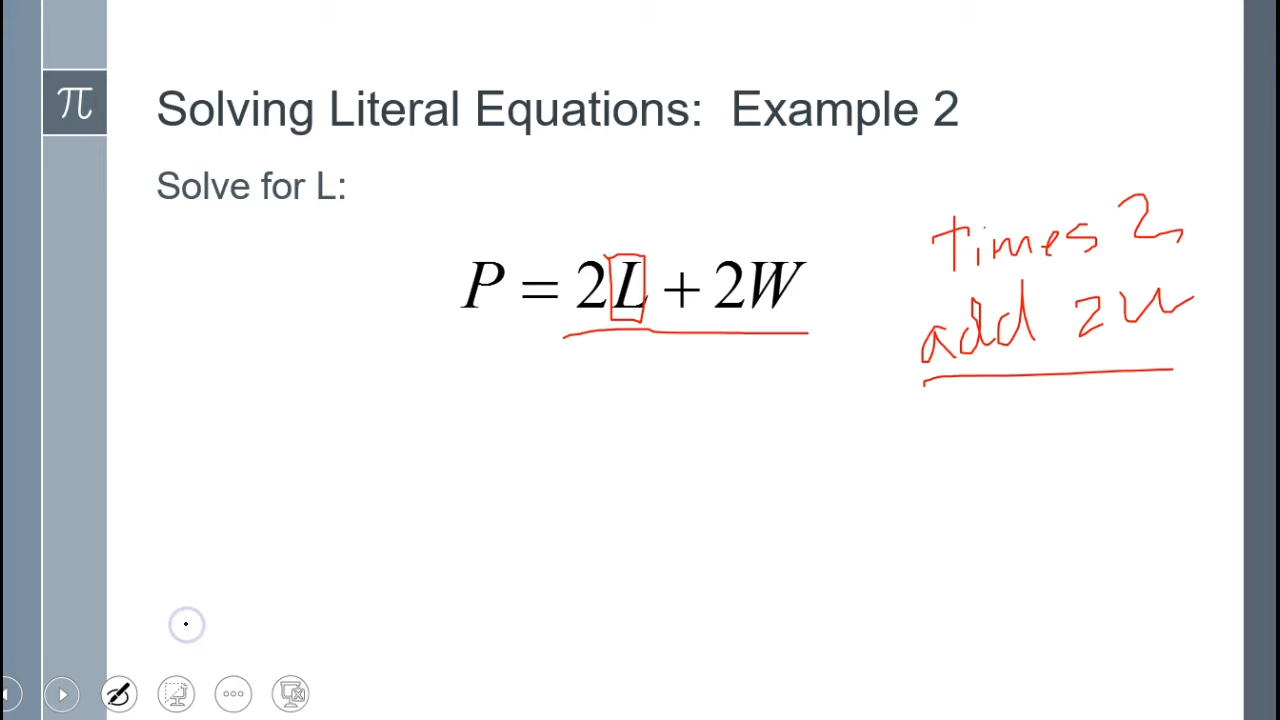 π
Solving Literal Equations: Example 2
Solve for L:
P = 2L + 2W
times 2,
add 2W